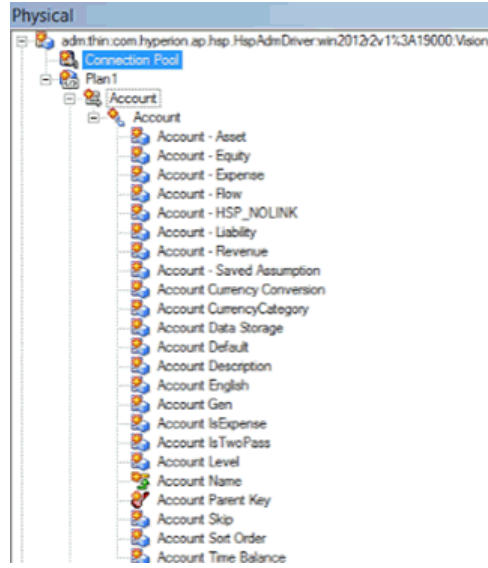 Physical
adm:thin:com.hyperion.ap.hsp.HspAdmDriver:win2012r2v1%3A19000:Vision
Connection Pool
Plan1
Account
Account
Account - Asset
Account - Equity
Account - Expense
Account - Flow
Account - HSP_NOLINK
Account - Liability
Account - Revenue
Account - Saved Assumption
Account Currency Conversion
Account CurrencyCategory
Account Data Storage
Account Default
Account Description
Account English
Account Gen
Account IsExpense
Account IsTwoPass
Account Level
Account Name
Account Parent Key
Account Skip
Account Sort Order
Account Time Balance